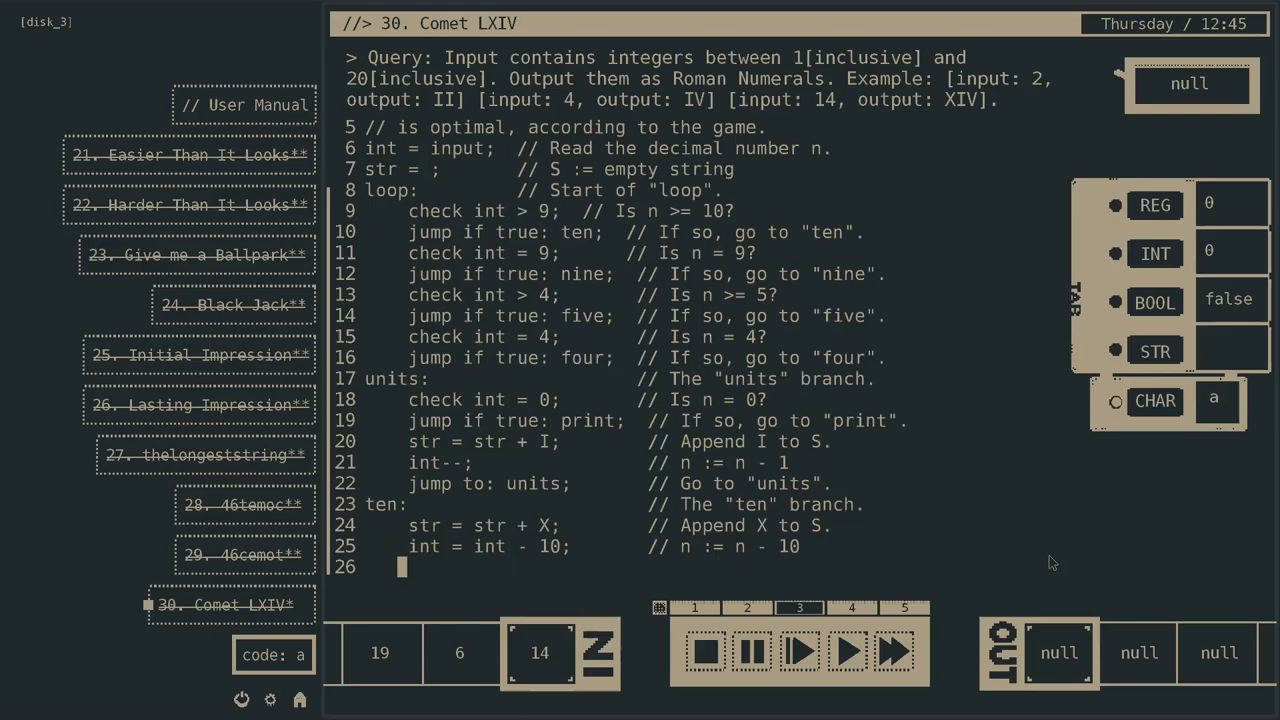 [disk_3]
// User Manual
21. Easier Than It Looks**
22. Harder Than It Looks**
23. Give me a Ballpark**
24. Black Jack**
25. Initial Impression**
26. Lasting Impression**
27. thelongeststring**
28. 46temoc**
29. 46cemot**
30. Comet LXIV*
code: a
//> 30. Comet LXIV
Thursday / 12:45
> Query: Input contains integers between 1[inclusive] and
20[inclusive]. Output them as Roman Numerals. Example: [input: 2,
output: II] [input: 4, output: IV] [input: 14, output: XIV].
5 // is optimal, according to the game.
6 int = input;  // Read the decimal number n.
7 str = ;       // S := empty string
8 loop:         // Start of "loop".
9     check int > 9;  // Is n >= 10?
10     jump if true: ten;  // If so, go to "ten".
11     check int = 9;      // Is n = 9?
12     jump if true: nine;  // If so, go to "nine".
13     check int > 4;       // Is n >= 5?
14     jump if true: five;  // If so, go to "five".
15     check int = 4;       // Is n = 4?
16     jump if true: four;  // If so, go to "four".
17 units:                   // The "units" branch.
18     check int = 0;       // Is n = 0?
19     jump if true: print;  // If so, go to "print".
20     str = str + I;        // Append I to S.
21     int--;                // n := n - 1
22     jump to: units;       // Go to "units".
23 ten:                      // The "ten" branch.
24     str = str + X;        // Append X to S.
25     int = int - 10;       // n := n - 10
26
null
TAB
REG 0
INT 0
BOOL false
STR
CHAR a
19 6 14 IN
1 2 3 4 5
OUT null null null